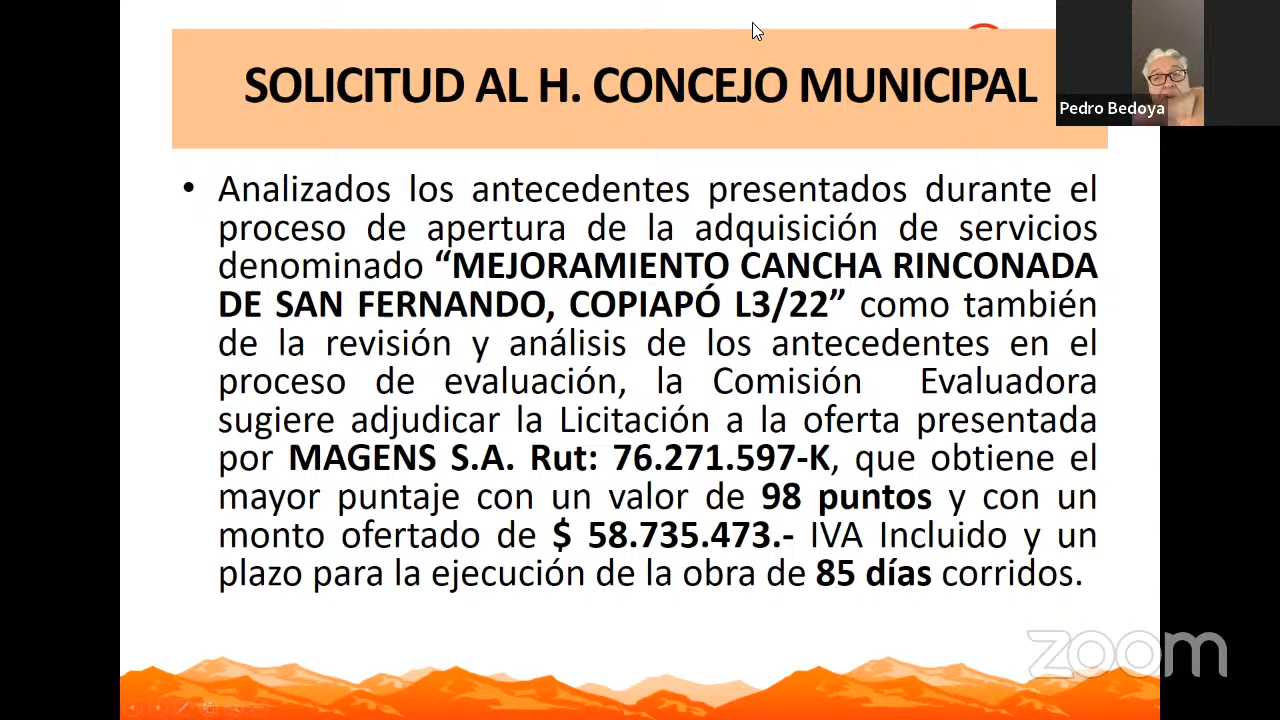 SOLICITUD AL H. CONCEJO MUNICIPAL
Pedro Bedoya
• Analizados los antecedentes presentados durante el
proceso de apertura de la adquisición de servicios
denominado “MEJORAMIENTO CANCHA RINCONADA
DE SAN FERNANDO, COPIAPÓ L3/22” como también
de la revisión y análisis de los antecedentes en el
proceso de evaluación, la Comisión Evaluadora
sugiere adjudicar la Licitación a la oferta presentada
por MAGENS S.A. Rut: 76.271.597-K, que obtiene el
mayor puntaje con un valor de 98 puntos y con un
monto ofertado de $ 58.735.473.- IVA Incluido y un
plazo para la ejecución de la obra de 85 días corridos.
zoom